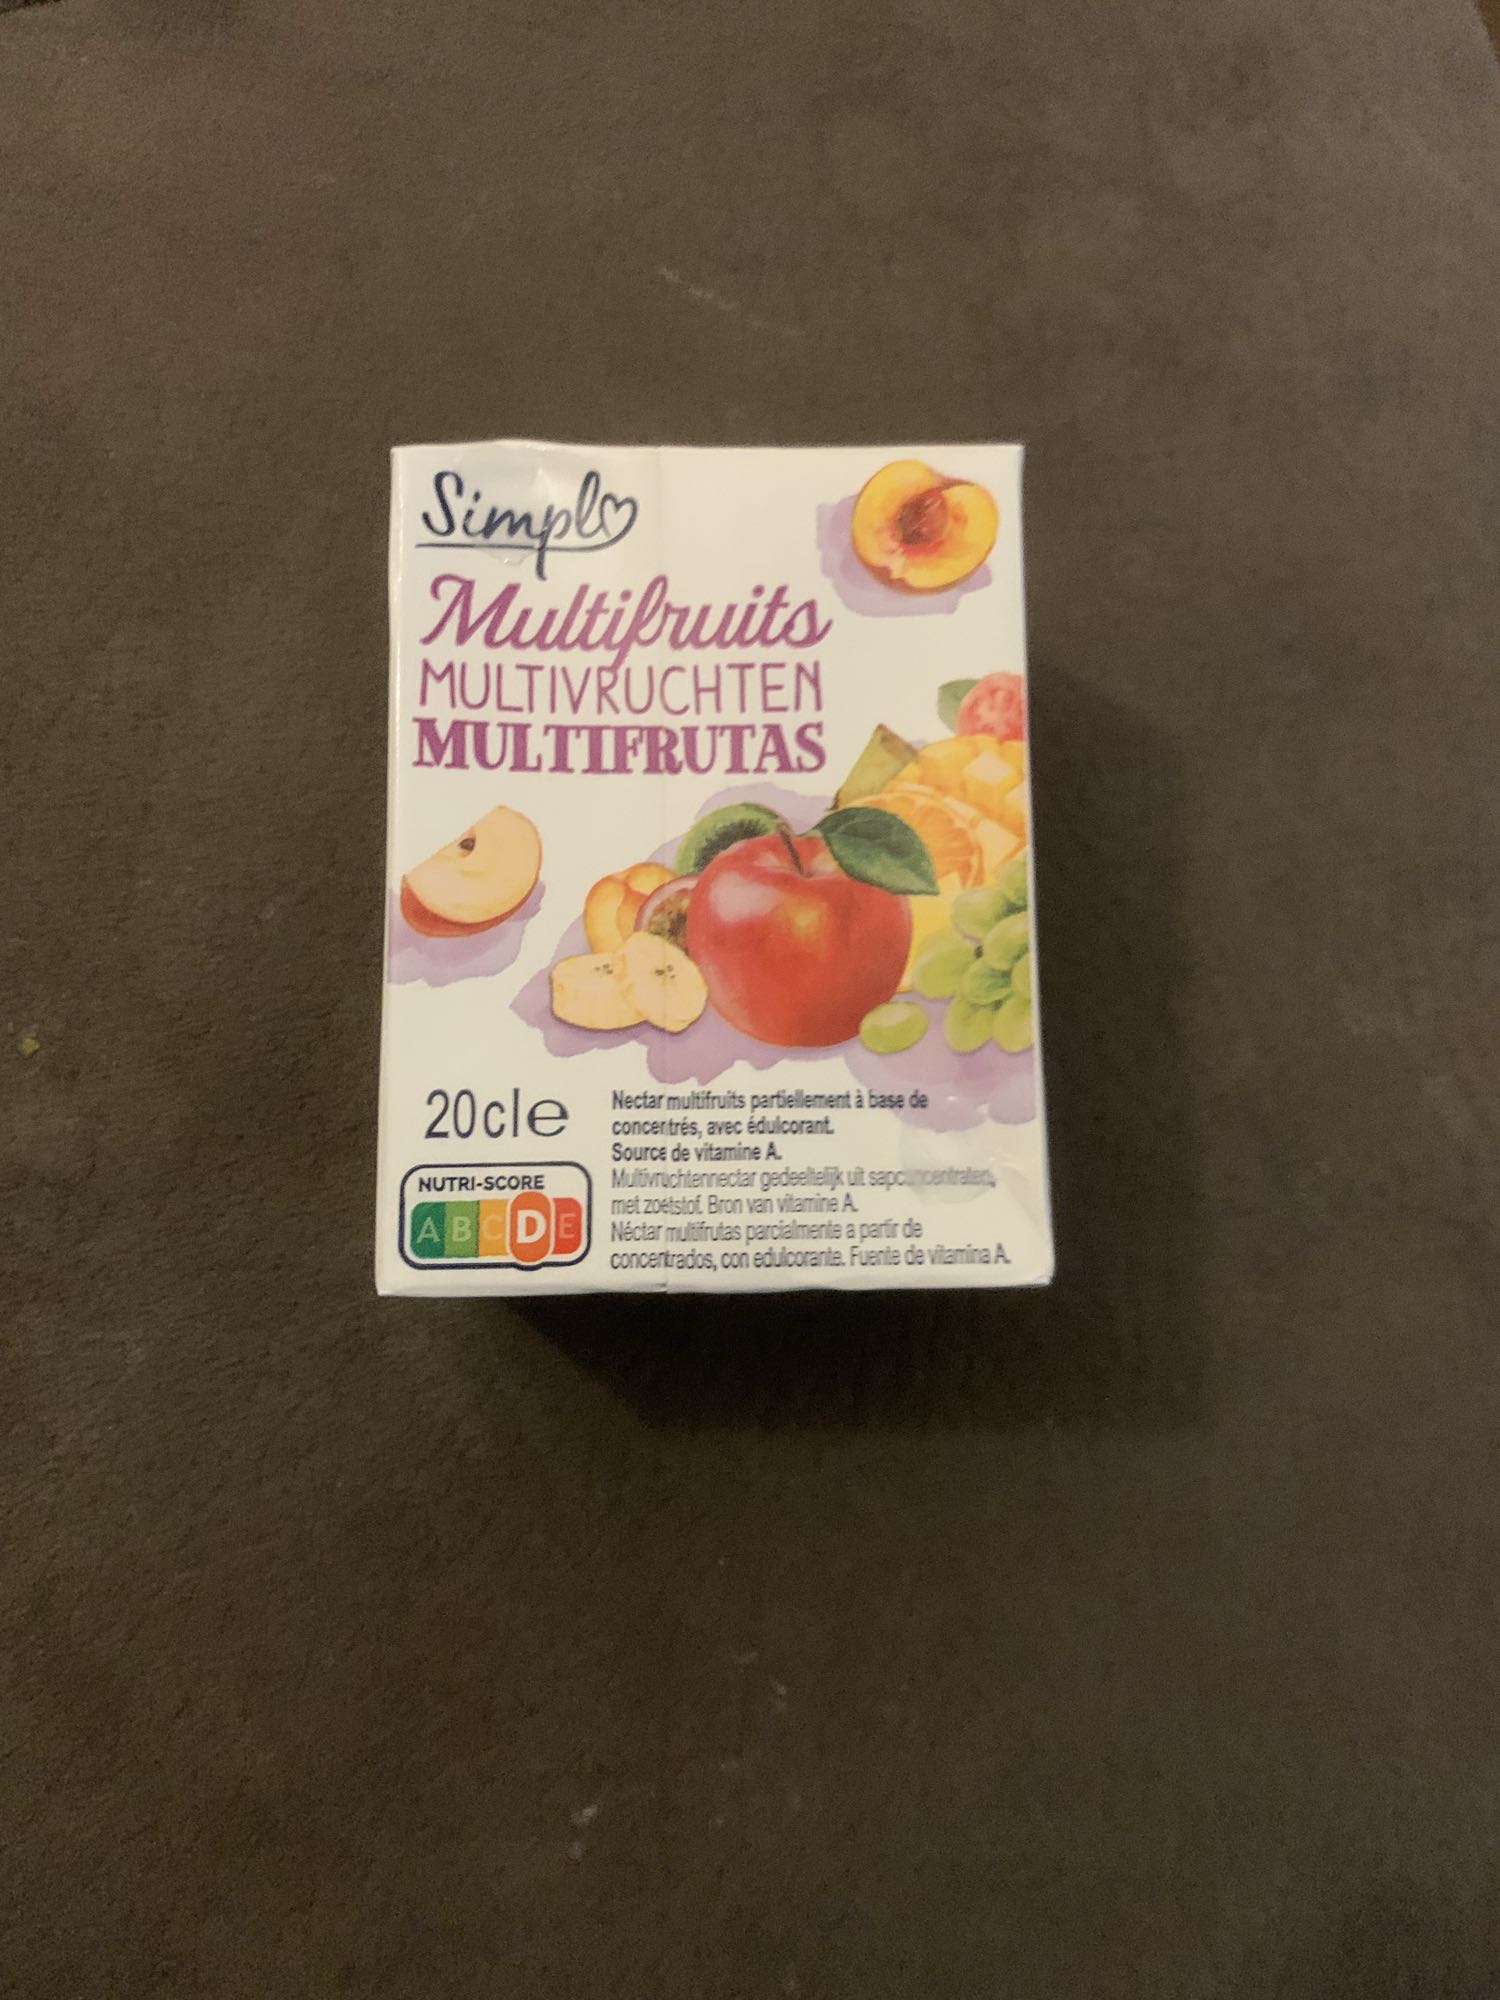 Simpl
Multifruits
MULTIVRUCHTEN
MULTIFRUTAS
20cl e
Nectar multifruits partiellement à base de
concentrés, avec édulcorant.
Source de vitamine A.
Multivruchtennectar gedeeltelijk uit sapconcentraten,
met zoetstof. Bron van vitamine A.
Néctar multifrutas parcialmente a partir de
concentrados, con edulcorante. Fuente de vitamina A.
NUTRI-SCORE
A B C D E